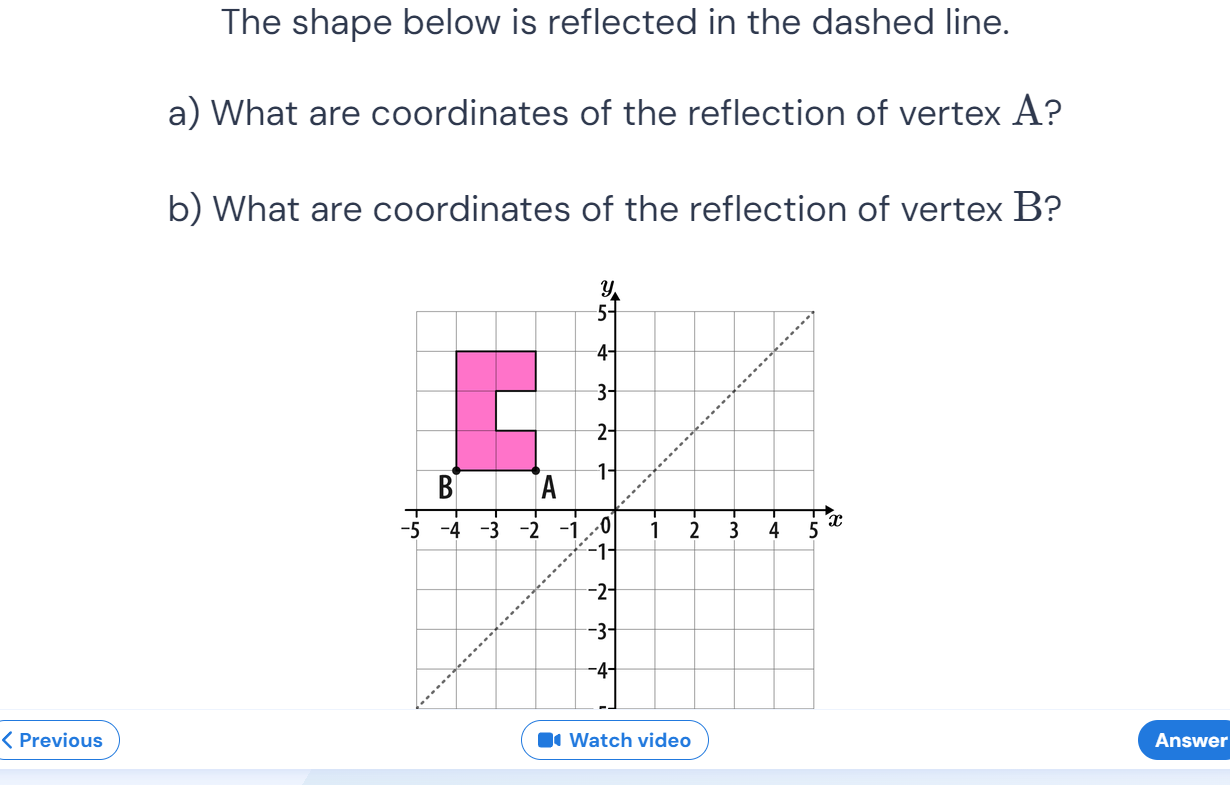 The shape below is reflected in the dashed line.
a) What are coordinates of the reflection of vertex A?
b) What are coordinates of the reflection of vertex B?
y
5
4
3
2
1
B A
-5 -4 -3 -2 -1 0 1 2 3 4 5 x
-1
-2
-3
-4
Previous Watch video Answer